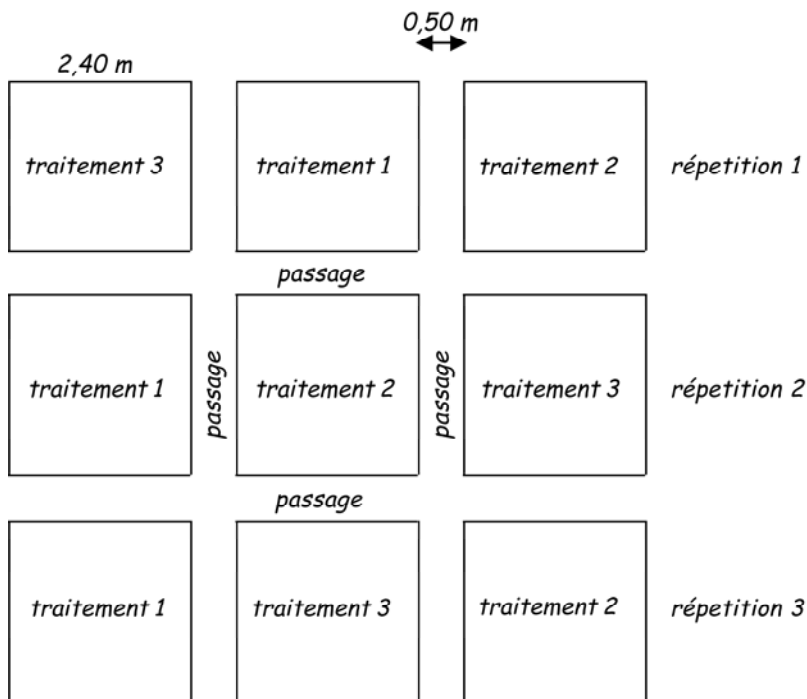 0,50 m
2,40 m
traitement 3 traitement 1 traitement 2 répetition 1
passage
traitement 1 passage traitement 2 passage traitement 3 répetition 2
passage
traitement 1 traitement 3 traitement 2 répetition 3